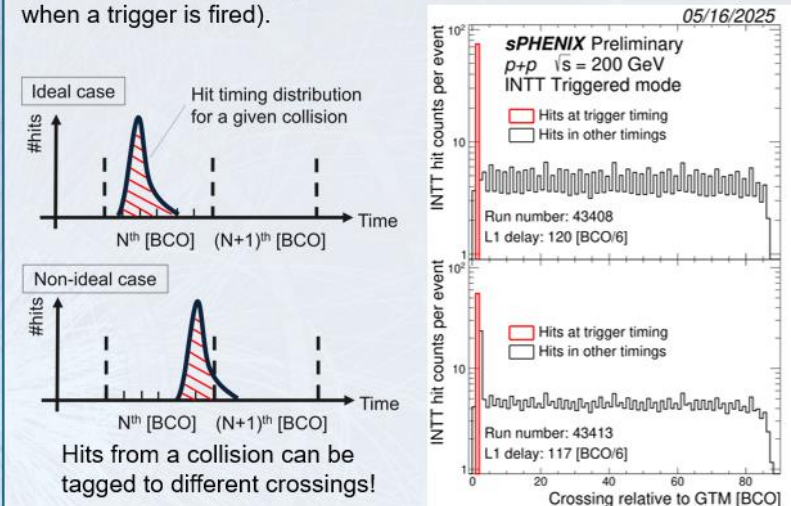 when a trigger is fired).
Ideal case
Hit timing distribution
for a given collision
#hits
Time
Nth [BCO] (N+1)th [BCO]
Non-ideal case
#hits
Time
Nth [BCO] (N+1)th [BCO]
Hits from a collision can be
tagged to different crossings!
05/16/2025
INTT hit counts per event
10²
10
1
sPHENIX Preliminary
p+p √s = 200 GeV
INTT Triggered mode
Hits at trigger timing
Hits in other timings
Run number: 43408
L1 delay: 120 [BCO/6]
INTT hit counts per event
10²
10
1
Hits at trigger timing
Hits in other timings
Run number: 43413
L1 delay: 117 [BCO/6]
0 20 40 60 80
Crossing relative to GTM [BCO]